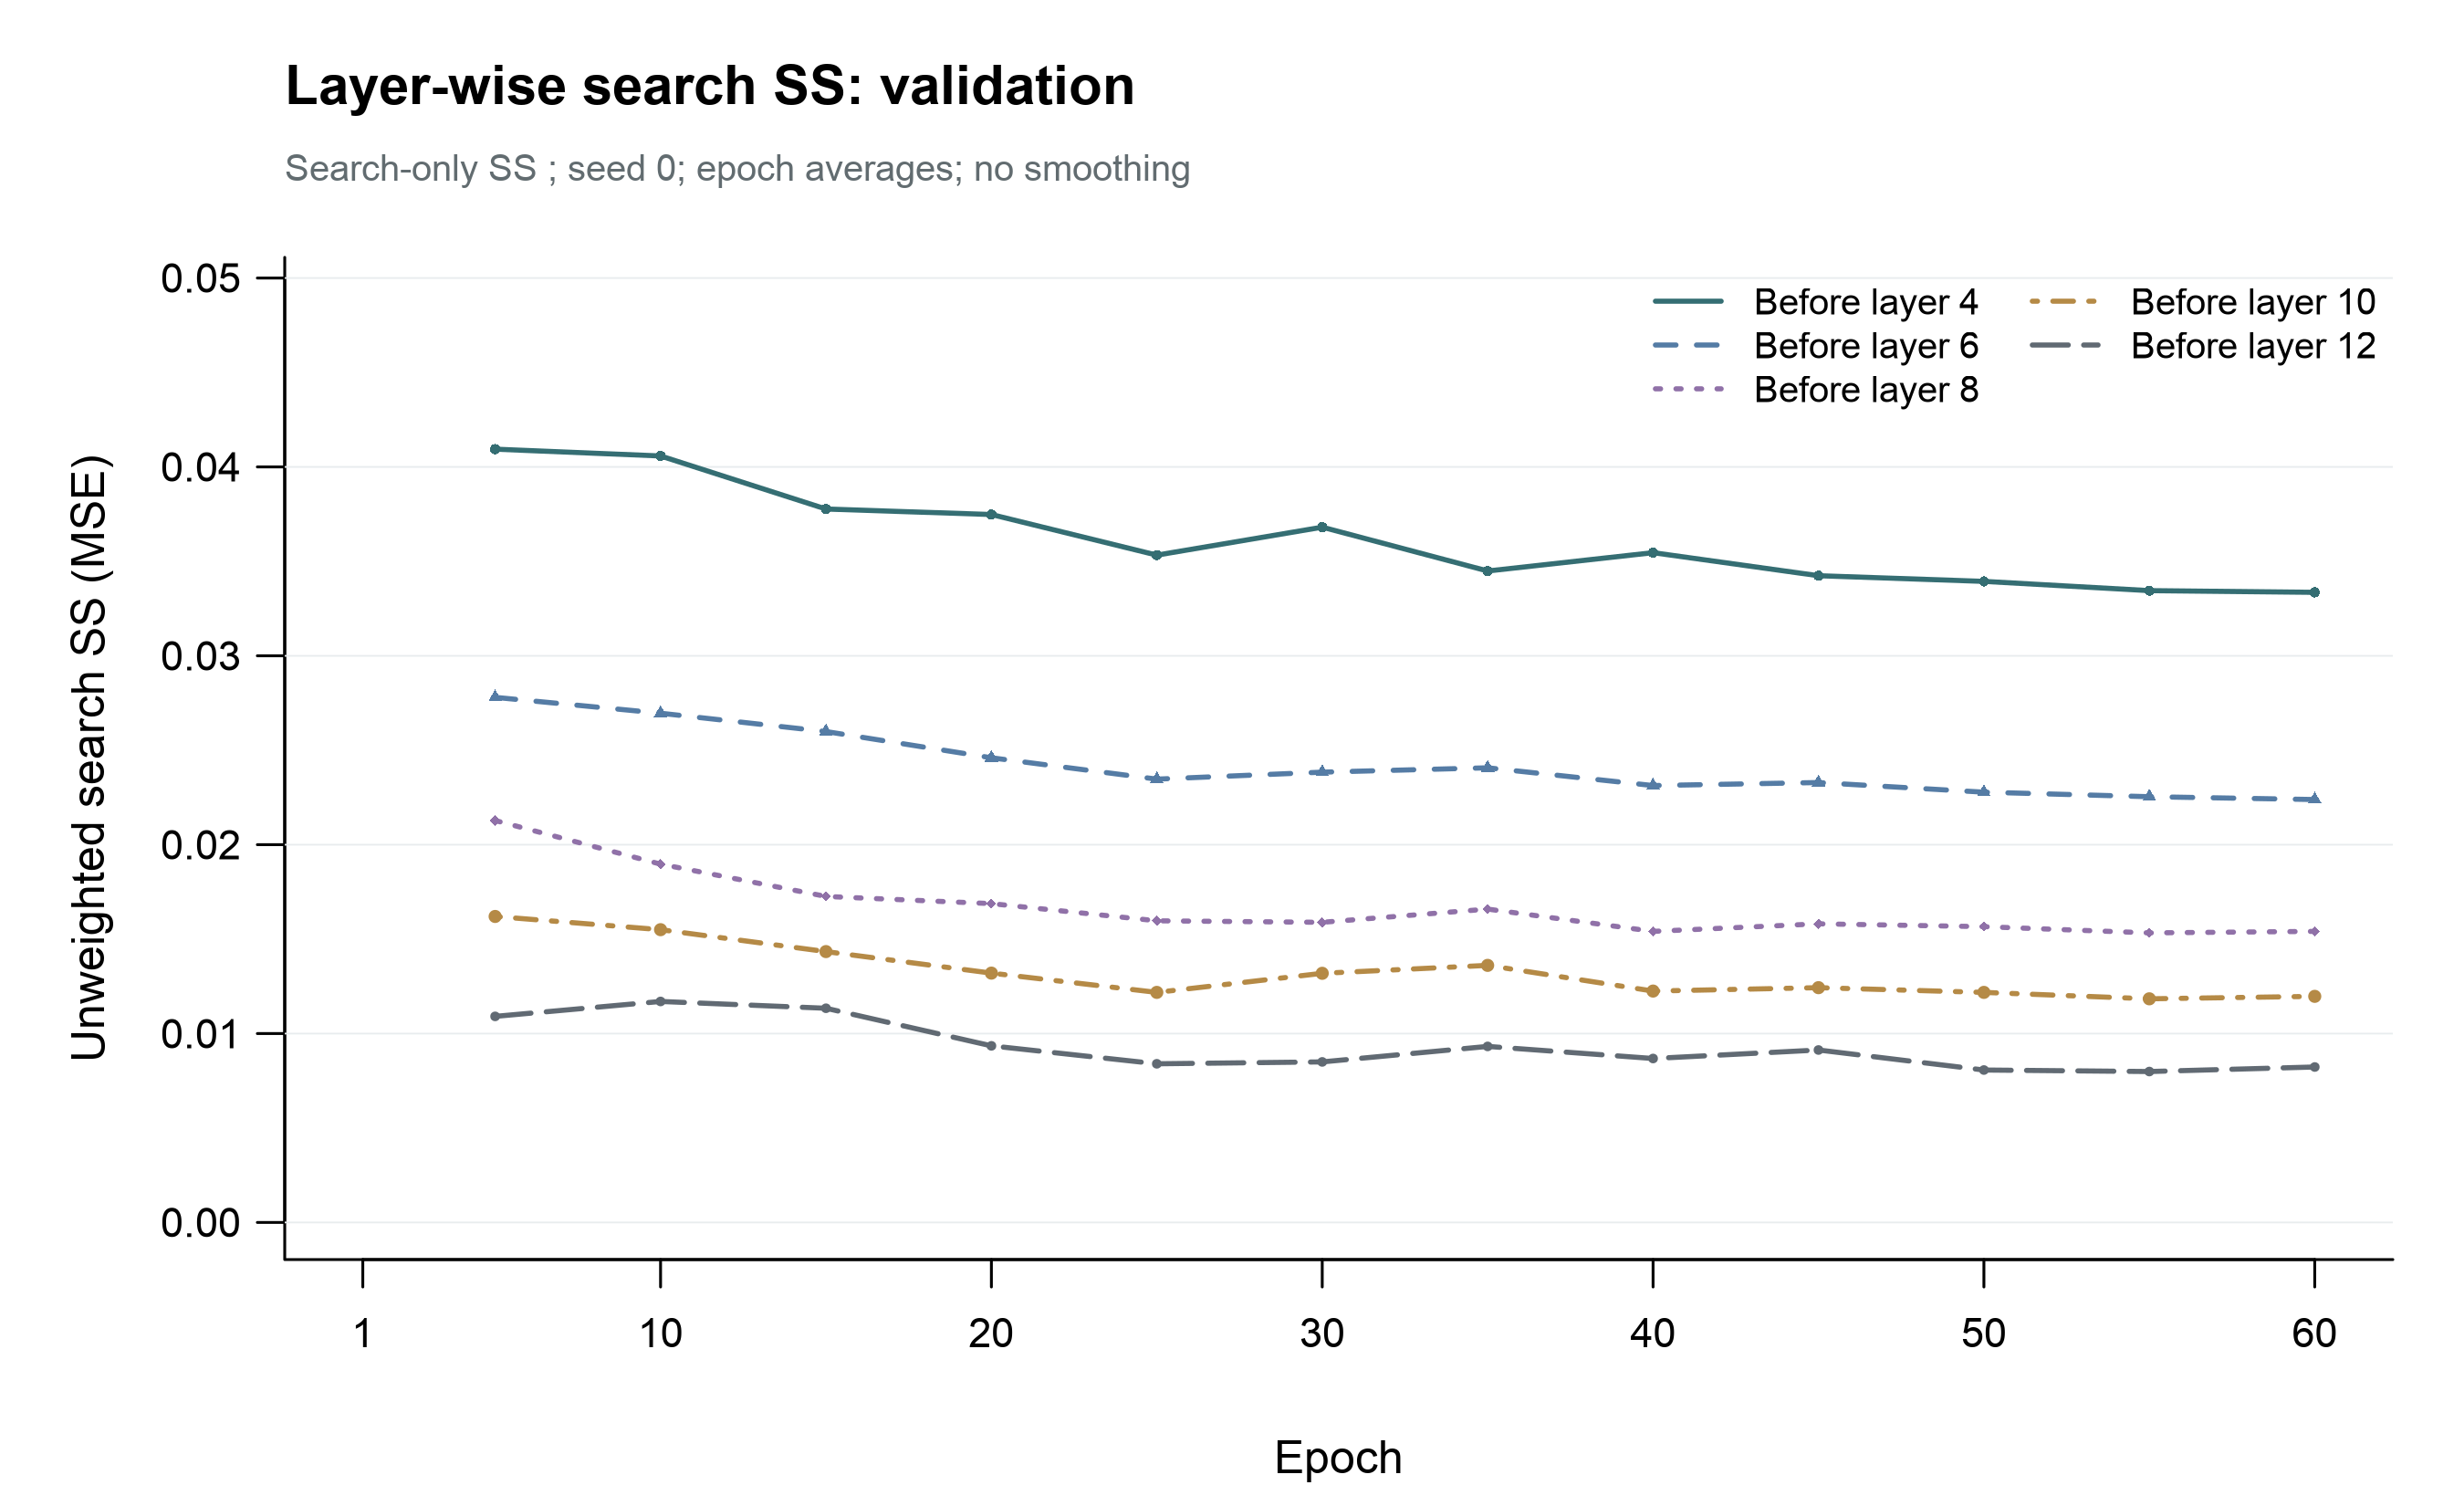 Layer-wise search SS: validation
Search-only SS ; seed 0; epoch averages; no smoothing
Unweighted search SS (MSE)
0.05
0.04
0.03
0.02
0.01
0.00
Before layer 4
Before layer 6
Before layer 8
Before layer 10
Before layer 12
1 10 20 30 40 50 60
Epoch